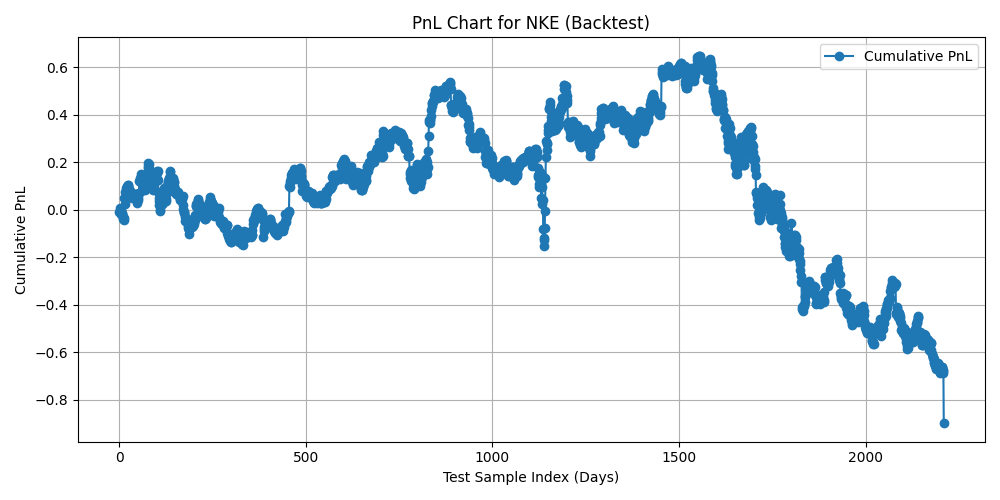 PnL Chart for NKE (Backtest)
Cumulative PnL
0.6
0.4
0.2
0.0
−0.2
−0.4
−0.6
−0.8
Cumulative PnL
0 500 1000 1500 2000
Test Sample Index (Days)